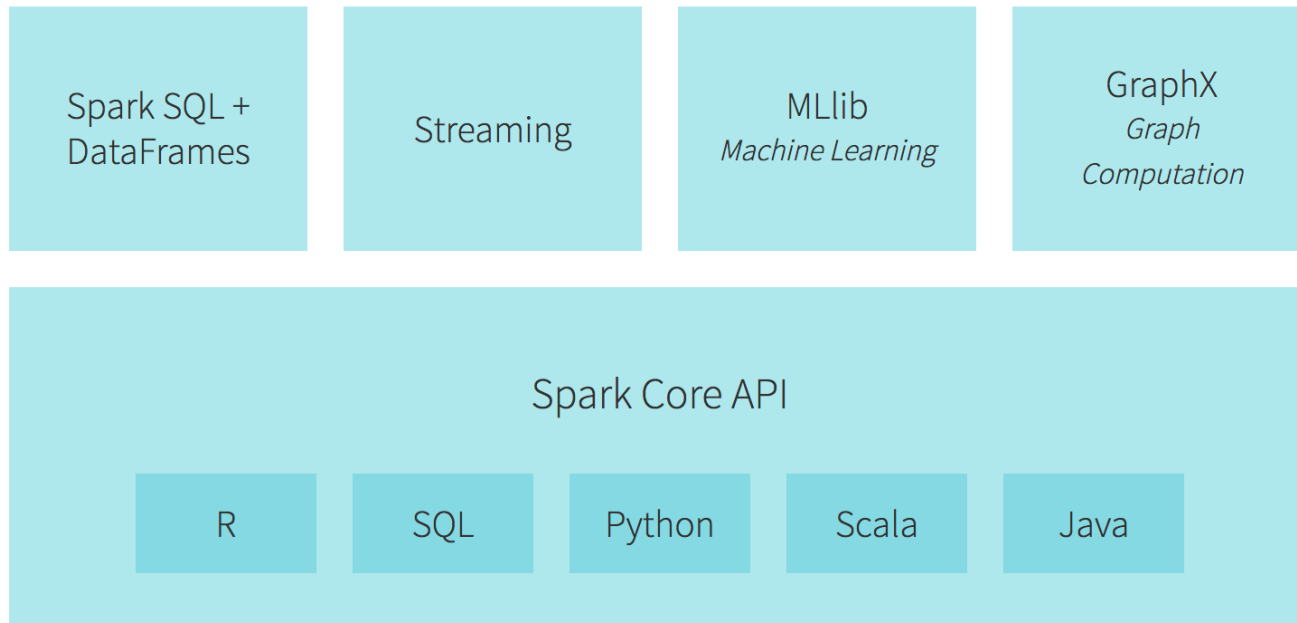 Spark SQL +
DataFrames
Streaming
MLlib
Machine Learning
GraphX
Graph
Computation
Spark Core API
R
SQL
Python
Scala
Java